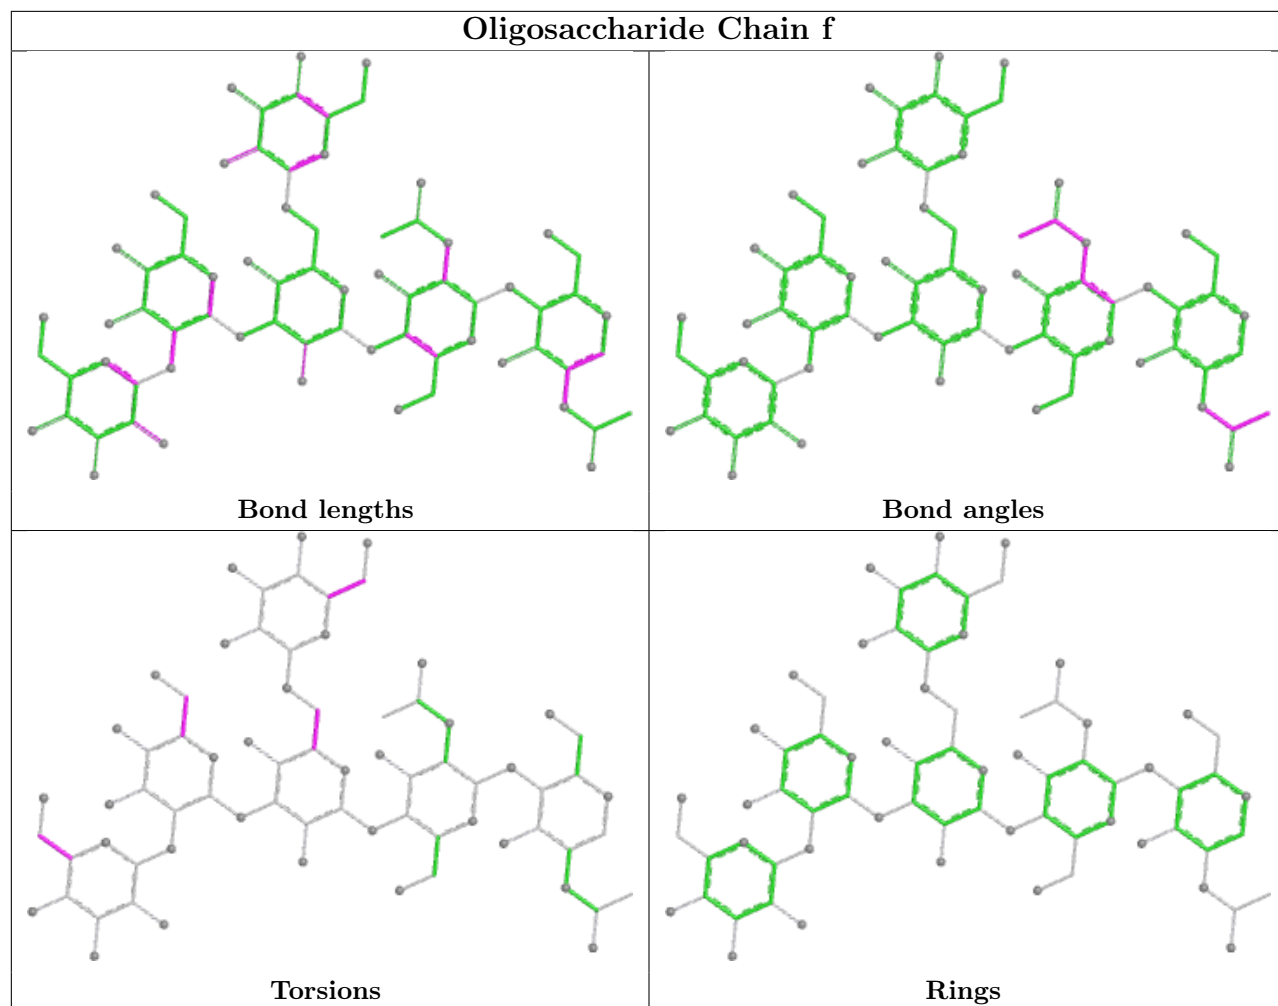 Oligosaccharide Chain f
Bond lengths
Bond angles
Torsions
Rings